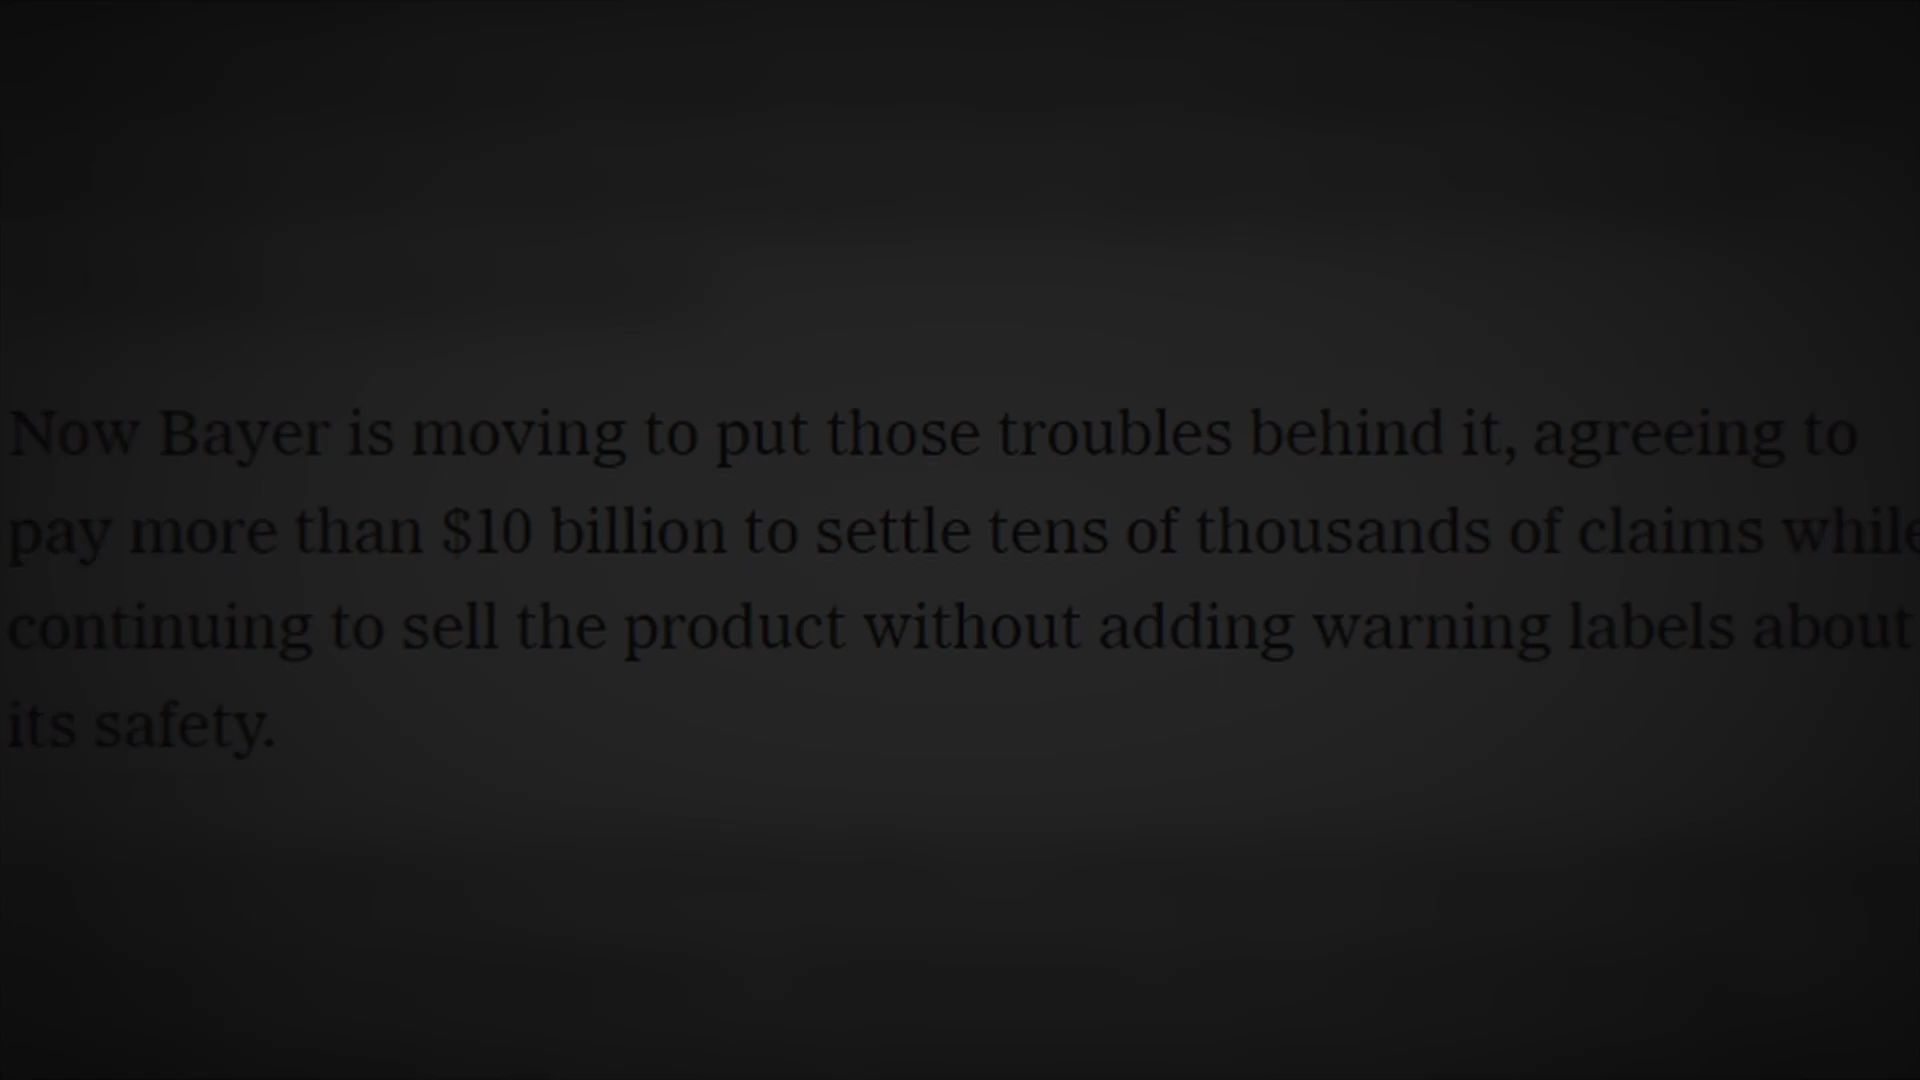 Now Bayer is moving to put those troubles behind it, agreeing to
pay more than $10 billion to settle tens of thousands of claims while
continuing to sell the product without adding warning labels about
its safety.